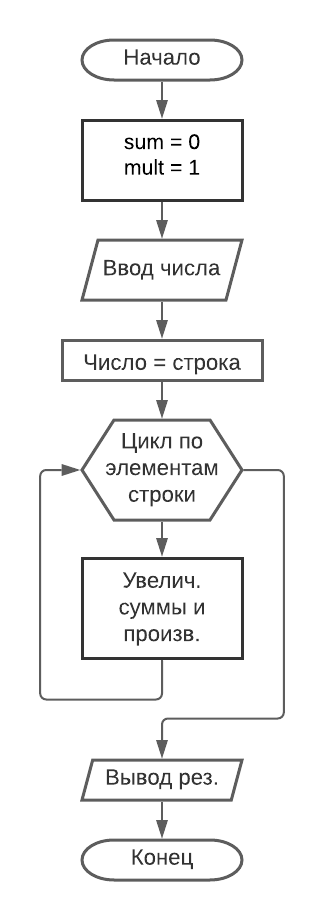 Начало
sum = 0
mult = 1
Ввод числа
Число = строка
Цикл по
элементам
строки
Увелич.
суммы и
произв.
Вывод рез.
Конец